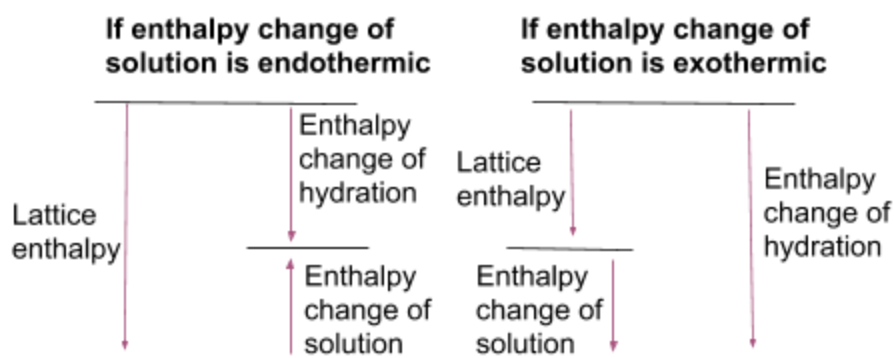 If enthalpy change of
solution is endothermic
Lattice
enthalpy
Enthalpy
change of
hydration
Enthalpy
change of
solution
If enthalpy change of
solution is exothermic
Lattice
enthalpy
Enthalpy
change of
solution
Enthalpy
change of
hydration